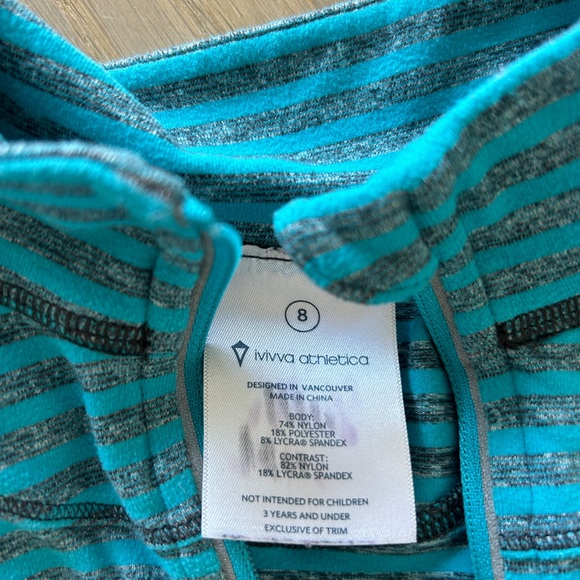 8
ivivva athletica
DESIGNED IN VANCOUVER
MADE IN CHINA
BODY:
74% NYLON
18% POLYESTER
8% LYCRA® SPANDEX
CONTRAST:
82% NYLON
18% LYCRA® SPANDEX
NOT INTENDED FOR CHILDREN
3 YEARS AND UNDER
EXCLUSIVE OF TRIM